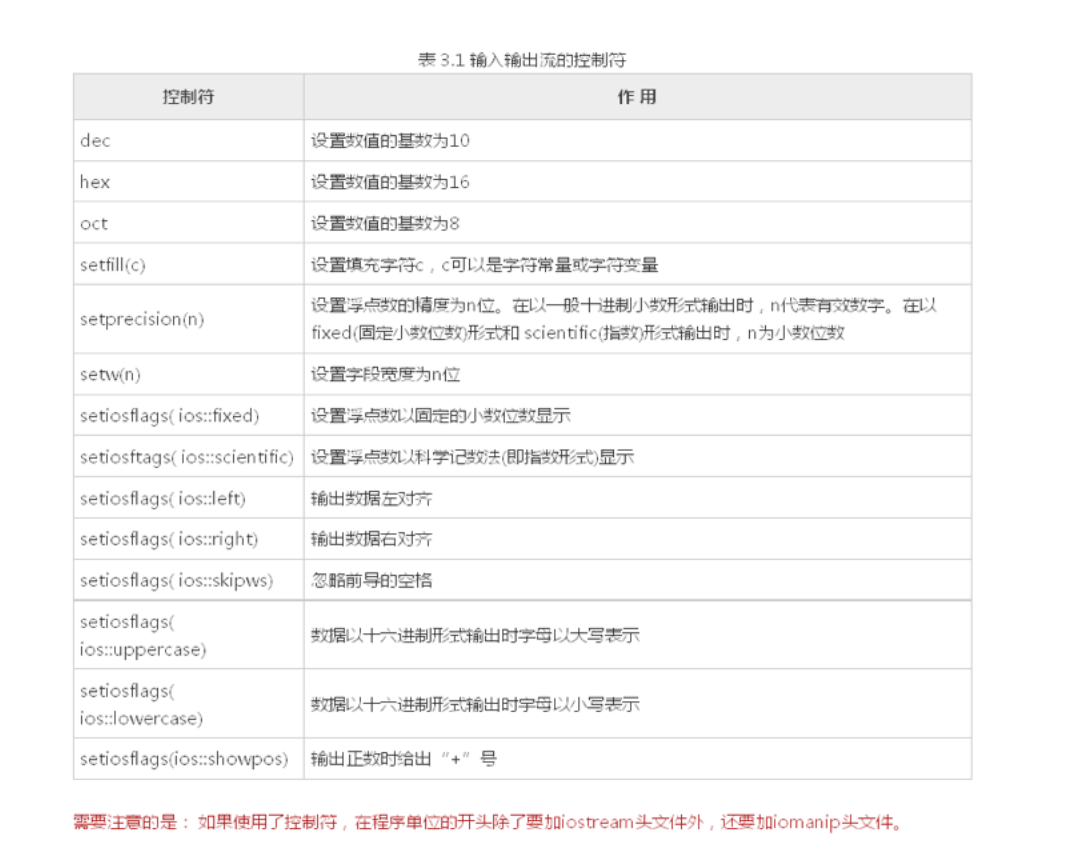 表 3.1 输入输出流的控制符
控制符 作 用
dec 设置数值的基数为10
hex 设置数值的基数为16
oct 设置数值的基数为8
setfill(c) 设置填充字符c，c可以是字符常量或字符变量
setprecision(n) 设置浮点数的精度为n位。在以一般十进制小数形式输出时，n代表有效数字。在以
fixed(固定小数位数)形式和 scientific(指数)形式输出时，n为小数位数
setw(n) 设置字段宽度为n位
setiosflags( ios::fixed) 设置浮点数以固定的小数位数显示
setiosftags( ios::scientific) 设置浮点数以科学记数法(即指数形式)显示
setiosflags( ios::left) 输出数据左对齐
setiosflags( ios::right) 输出数据右对齐
setiosflags( ios::skipws) 忽略前导的空格
setiosflags(
ios::uppercase) 数据以十六进制形式输出时字母以大写表示
setiosflags(
ios::lowercase) 数据以十六进制形式输出时字母以小写表示
setiosflags(ios::showpos) 输出正数时给出“+”号
需要注意的是： 如果使用了控制符，在程序单位的开头除了要加iostream头文件外，还要加iomanip头文件。